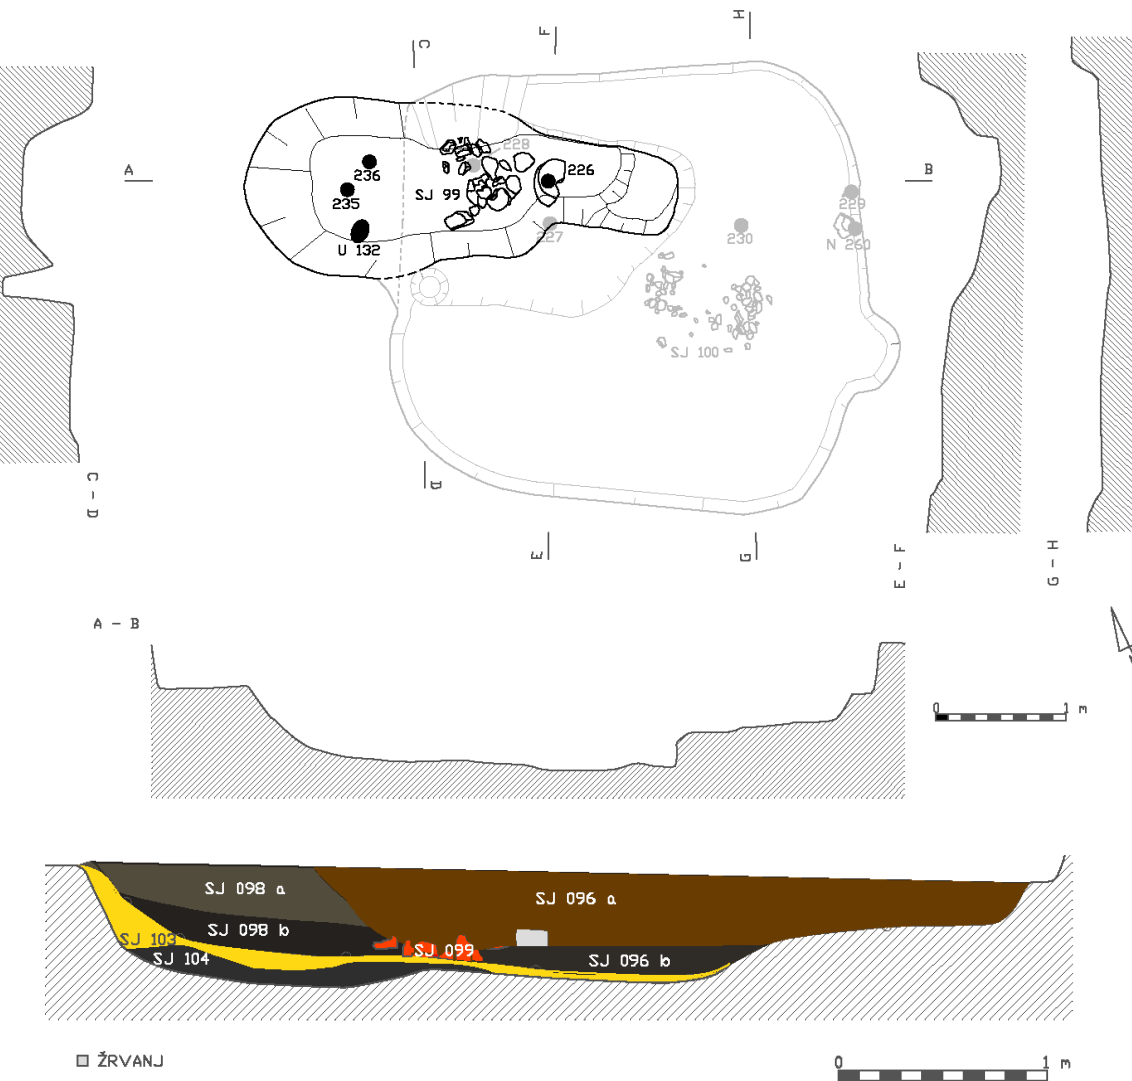 H
F
C
228
A
B
236
226
SJ 99
235
229
227
230
N 260
U 132
SJ 100
C - D
D
E
G
E - F
G - H
A - B
0 1 m
SJ 098 a
SJ 096 a
SJ 098 b
SJ 103
SJ 099
SJ 104
SJ 096 b
ŽRVANJ
0 1 m